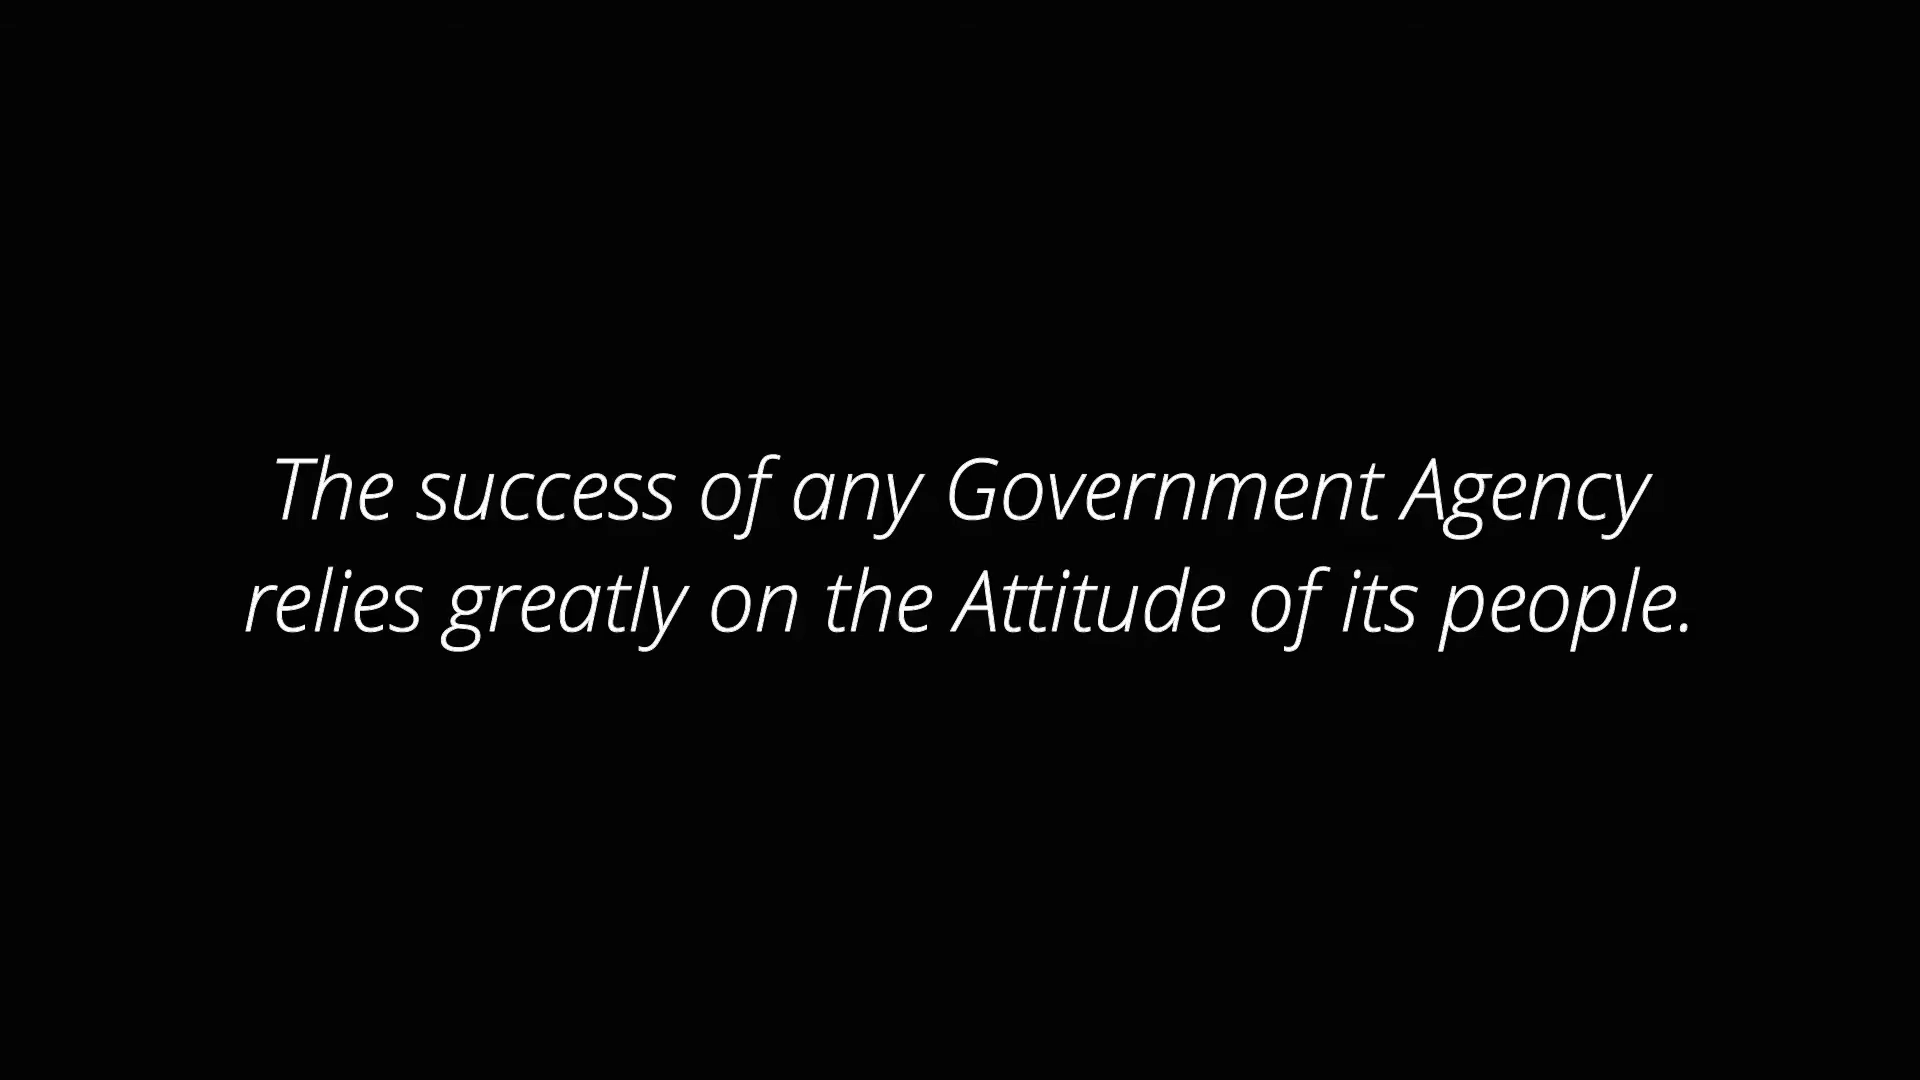 The success of any Government Agency
relies greatly on the Attitude of its people.